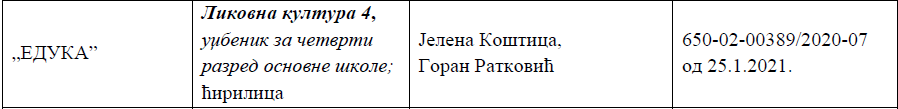 „ЕДУКА”
Ликовна култура 4,
уџбеник за четврти
разред основне школе;
ћирилица
Јелена Коштица,
Горан Ратковић
650-02-00389/2020-07
од 25.1.2021.